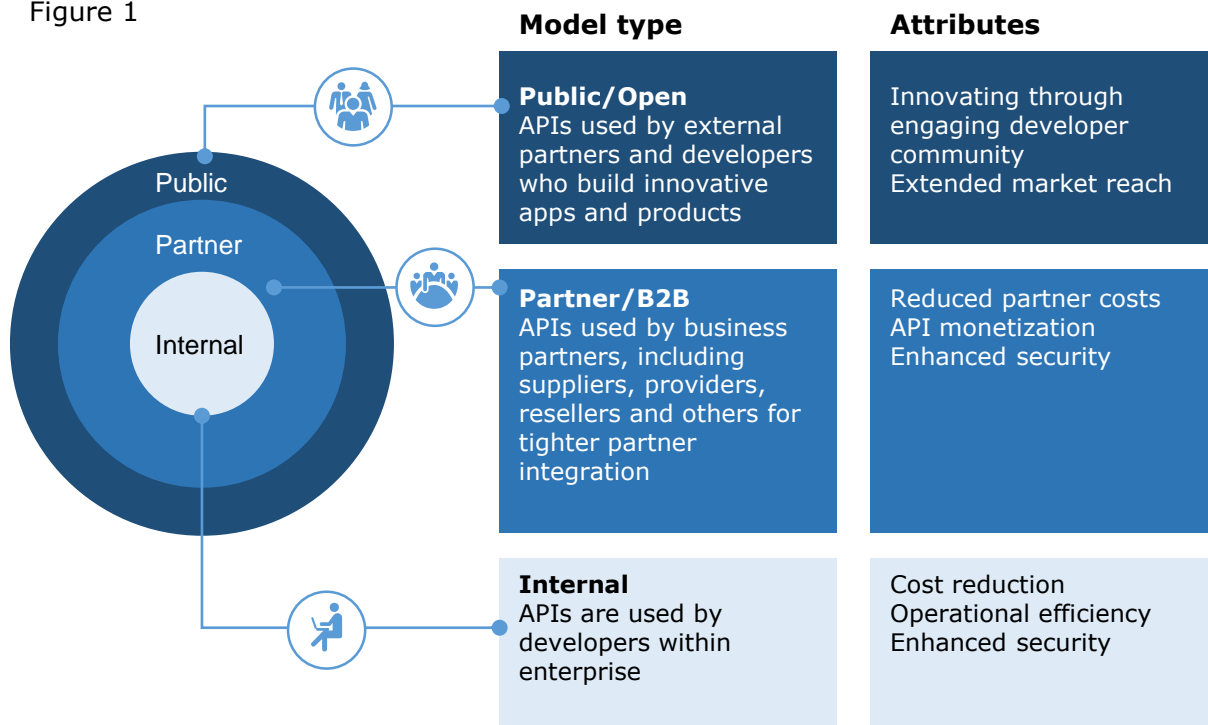 Figure 1
Model type
Attributes
Public
Partner
Internal
Public/Open
APIs used by external
partners and developers
who build innovative
apps and products
Innovating through
engaging developer
community
Extended market reach
Partner/B2B
APIs used by business
partners, including
suppliers, providers,
resellers and others for
tighter partner
integration
Reduced partner costs
API monetization
Enhanced security
Internal
APIs are used by
developers within
enterprise
Cost reduction
Operational efficiency
Enhanced security